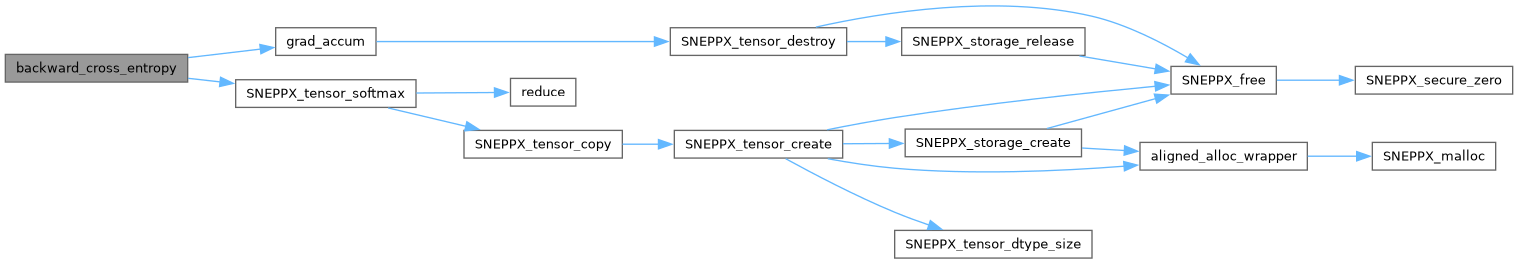 backward_cross_entropy
grad_accum
SNEPPX_tensor_destroy
SNEPPX_storage_release
SNEPPX_free
SNEPPX_secure_zero
SNEPPX_tensor_softmax
reduce
SNEPPX_tensor_copy
SNEPPX_tensor_create
SNEPPX_storage_create
aligned_alloc_wrapper
SNEPPX_malloc
SNEPPX_tensor_dtype_size